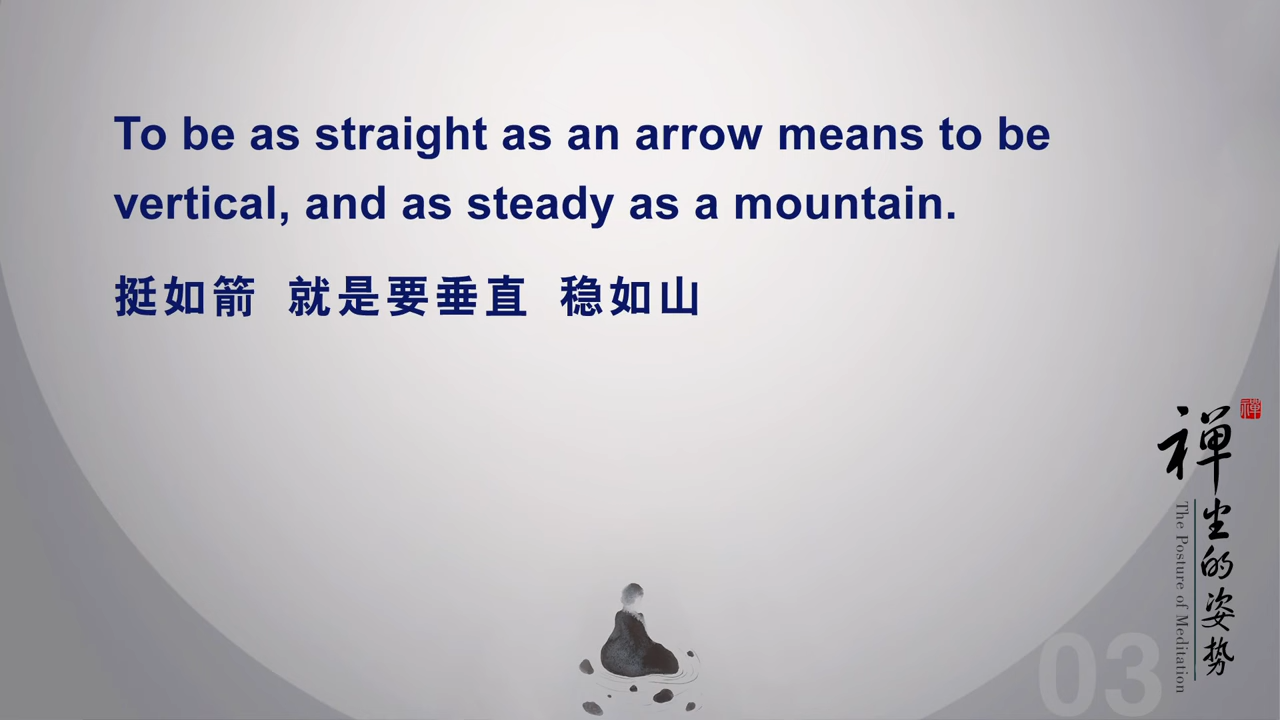 To be as straight as an arrow means to be
vertical, and as steady as a mountain.
挺如箭 就是要垂直 稳如山
禅
禅坐的姿势
The Posture of Meditation
03